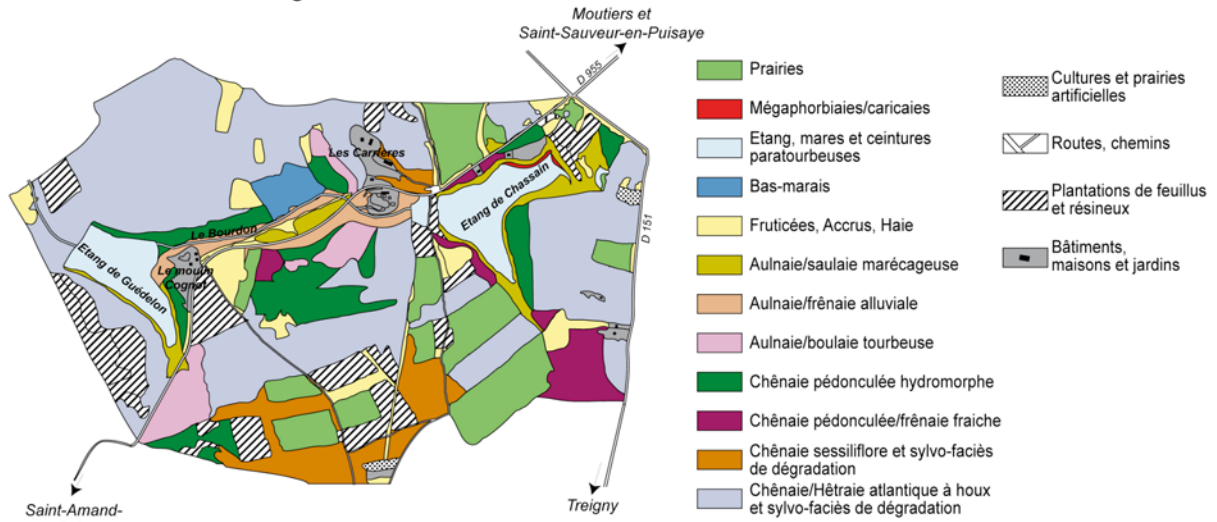 Moutiers et
Saint-Sauveur-en-Puisaye
D 955
Les Carrières
Etang de Chassain
D 151
Le Bourdon
Etang de Guédelon
Le moulin
Cognot
Saint-Amand-
Treigny
Prairies
Mégaphorbiaies/caricaies
Etang, mares et ceintures
paratourbeuses
Bas-marais
Fruticées, Accrus, Haie
Aulnaie/saulaie marécageuse
Aulnaie/frênaie alluviale
Aulnaie/boulaie tourbeuse
Chênaie pédonculée hydromorphe
Chênaie pédonculée/frênaie fraiche
Chênaie sessiliflore et sylvo-faciès
de dégradation
Chênaie/Hêtraie atlantique à houx
et sylvo-faciès de dégradation
Cultures et prairies
artificielles
Routes, chemins
Plantations de feuillus
et résineux
Bâtiments,
maisons et jardins